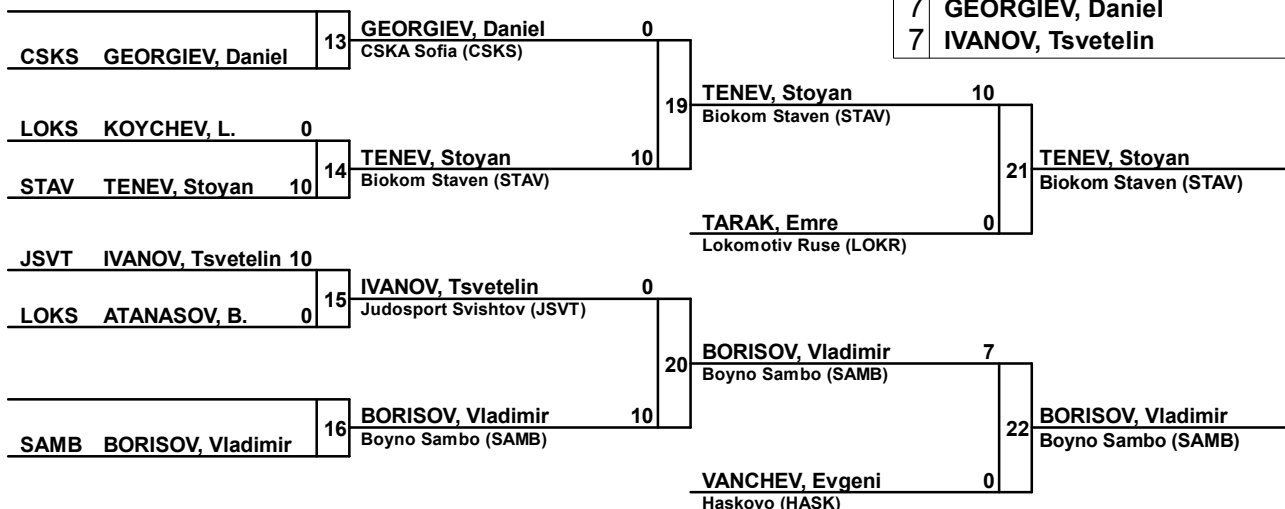 7 GEORGIEV, Daniel
7 IVANOV, Tsvetelin
CSKS GEORGIEV, Daniel
13
GEORGIEV, Daniel 0
CSKA Sofia (CSKS)
LOKS KOYCHEV, L. 0
STAV TENEV, Stoyan 10
14
TENEV, Stoyan 10
Biokom Staven (STAV)
19
TENEV, Stoyan 10
Biokom Staven (STAV)
TARAK, Emre 0
Lokomotiv Ruse (LOKR)
21
TENEV, Stoyan
Biokom Staven (STAV)
JSVT IVANOV, Tsvetelin 10
LOKS ATANASOV, B. 0
15
IVANOV, Tsvetelin 0
Judosport Svishtov (JSVT)
SAMB BORISOV, Vladimir
16
BORISOV, Vladimir 10
Boyno Sambo (SAMB)
20
BORISOV, Vladimir 7
Boyno Sambo (SAMB)
VANCHEV, Evgeni 0
Haskovo (HASK)
22
BORISOV, Vladimir
Boyno Sambo (SAMB)